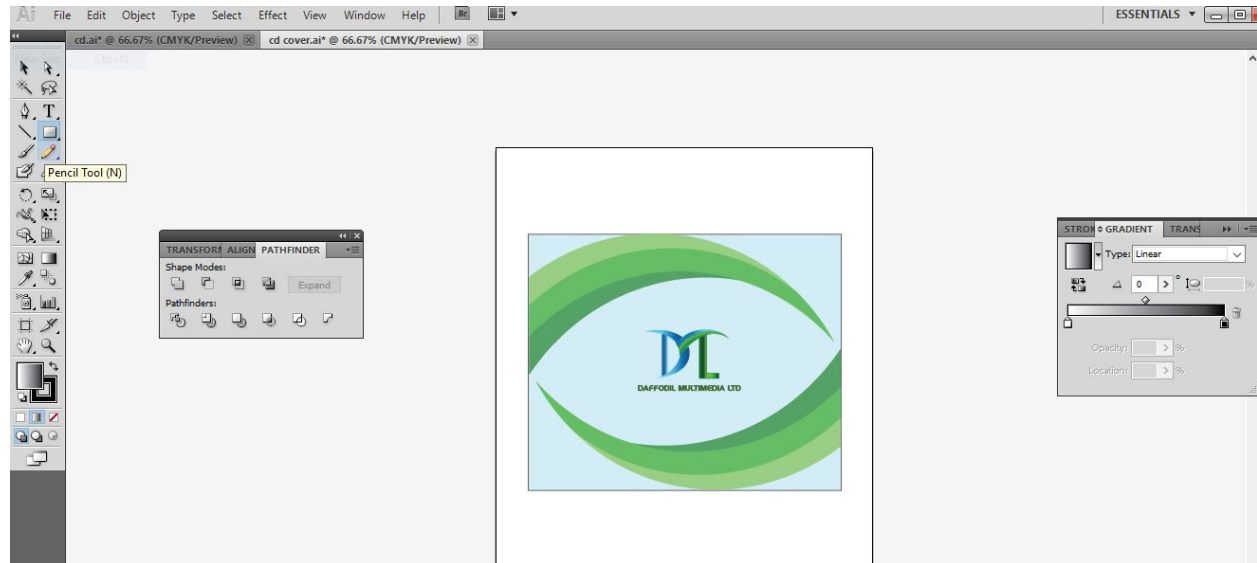 Ai File Edit Object Type Select Effect View Window Help Br ESSENTIALS
cd.ai* @ 66.67% (CMYK/Preview) cd cover.ai* @ 66.67% (CMYK/Preview)
Ctrl+N
T
Pencil Tool (N)
TRANSFORM ALIGN PATHFINDER
Shape Modes:
Expand
Pathfinders:
STROK GRADIENT TRANS
Type: Linear
0 ° %
Opacity: %
Location: %
DML
DAFFODIL MULTIMEDIA LTD